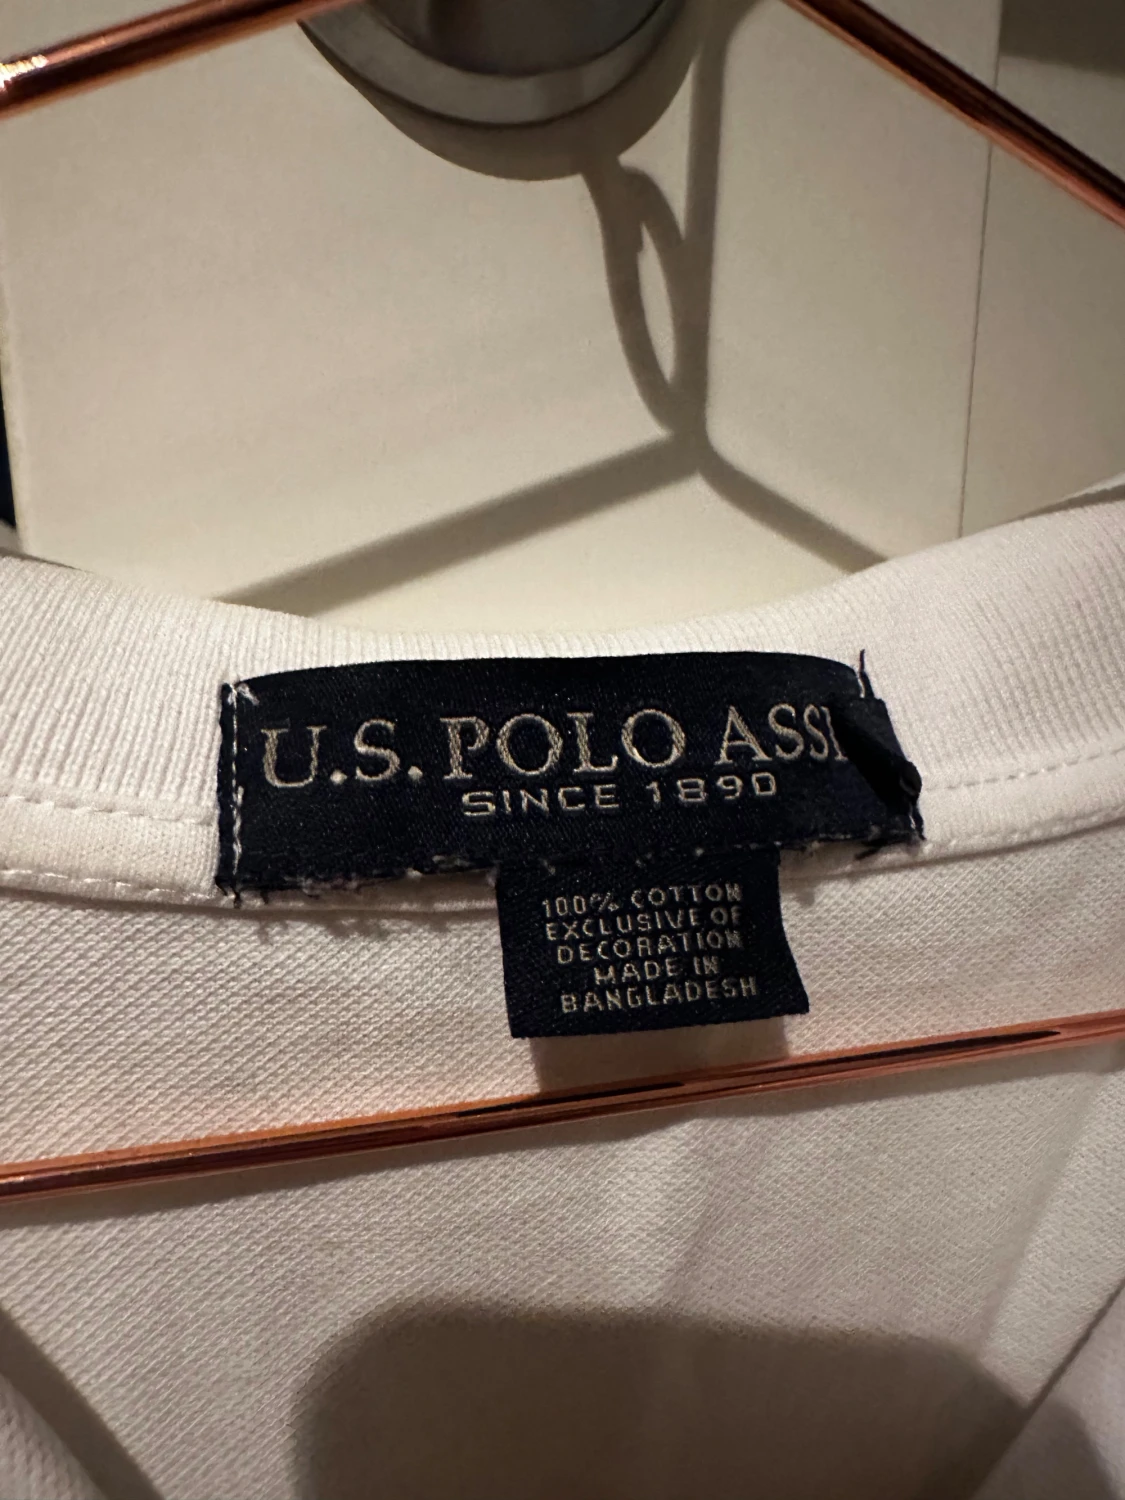 U.S. POLO ASS
SINCE 1890
100% COTTON
EXCLUSIVE OF
DECORATION
MADE IN
BANGLADESH